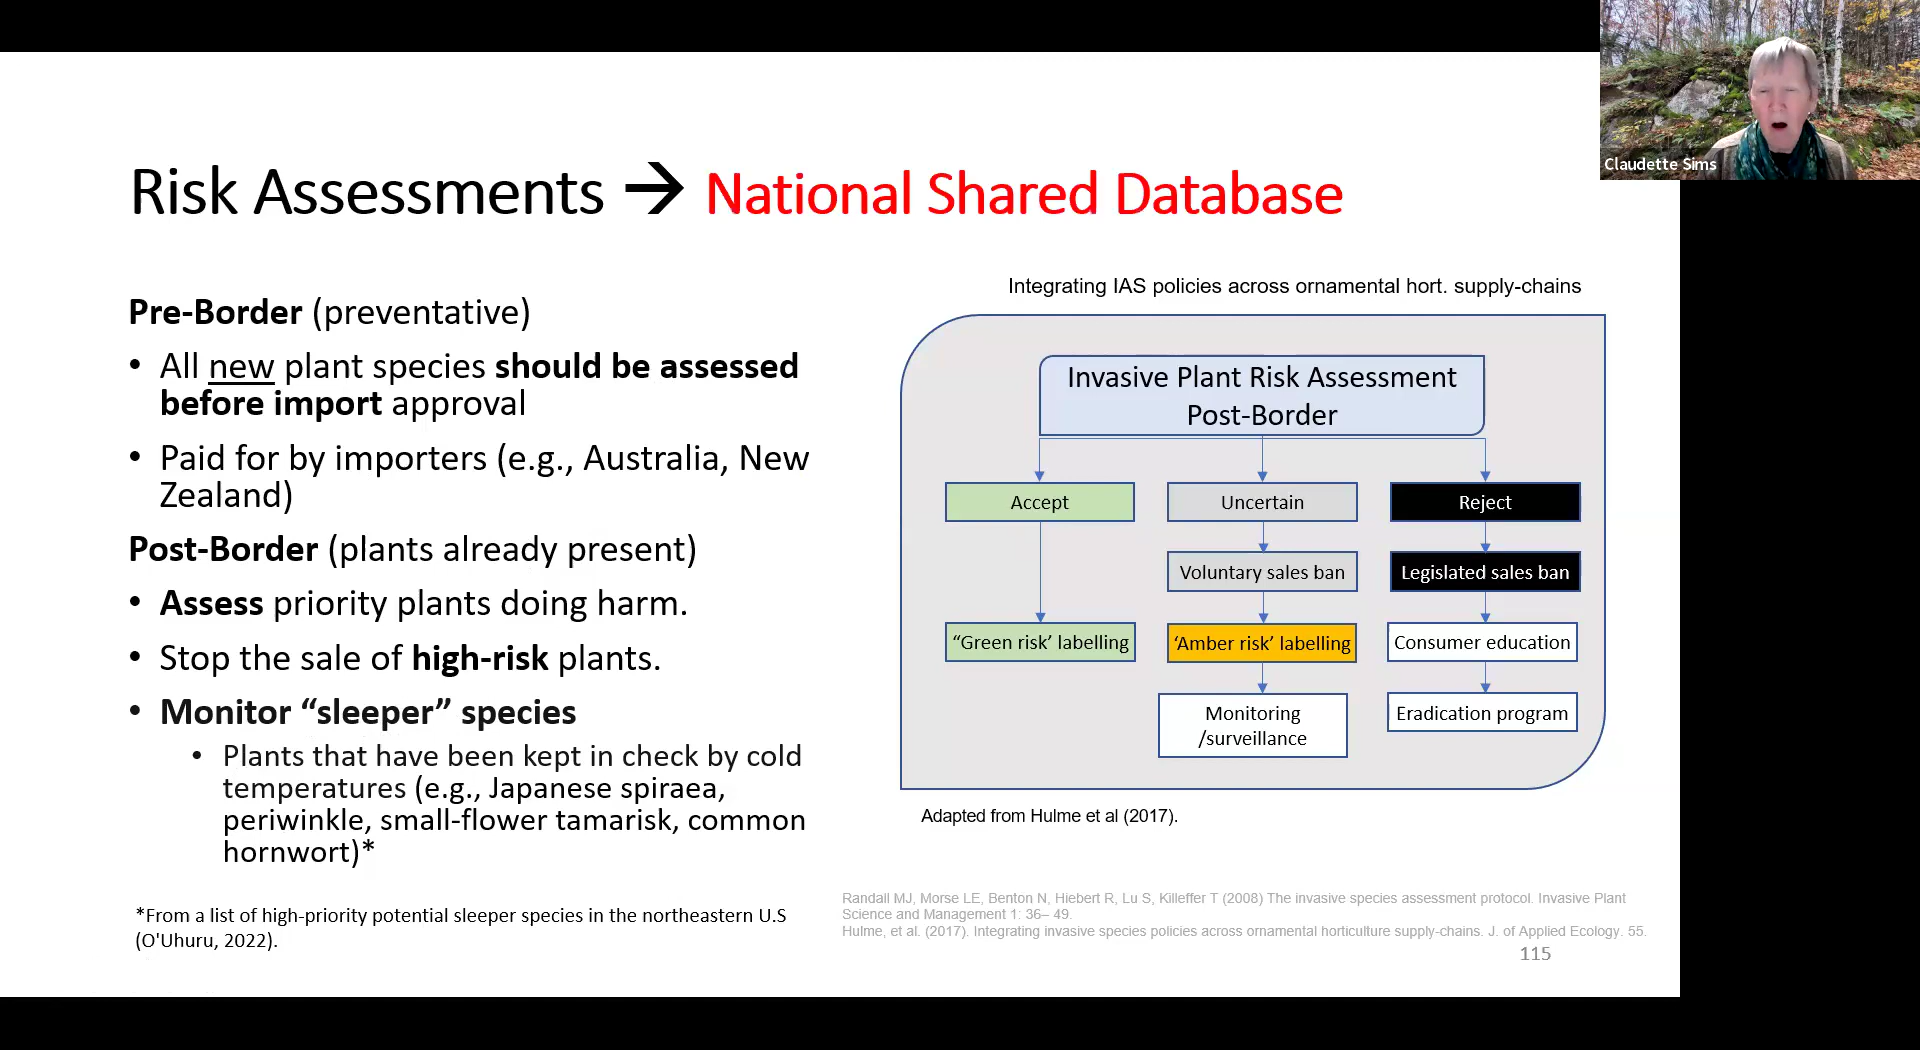 Claudette Sims
Risk Assessments → National Shared Database
Pre-Border (preventative)
• All new plant species should be assessed
before import approval
• Paid for by importers (e.g., Australia, New
Zealand)
Post-Border (plants already present)
• Assess priority plants doing harm.
• Stop the sale of high-risk plants.
• Monitor “sleeper” species
• Plants that have been kept in check by cold
temperatures (e.g., Japanese spiraea,
periwinkle, small-flower tamarisk, common
hornwort)*
*From a list of high-priority potential sleeper species in the northeastern U.S
(O'Uhuru, 2022).
Integrating IAS policies across ornamental hort. supply-chains
Invasive Plant Risk Assessment
Post-Border
Accept
Uncertain
Reject
Voluntary sales ban
Legislated sales ban
“Green risk’ labelling
‘Amber risk’ labelling
Consumer education
Monitoring
/surveillance
Eradication program
Adapted from Hulme et al (2017).
Randall MJ, Morse LE, Benton N, Hiebert R, Lu S, Killeffer T (2008) The invasive species assessment protocol. Invasive Plant
Science and Management 1: 36– 49.
Hulme, et al. (2017). Integrating invasive species policies across ornamental horticulture supply-chains. J. of Applied Ecology. 55.
115